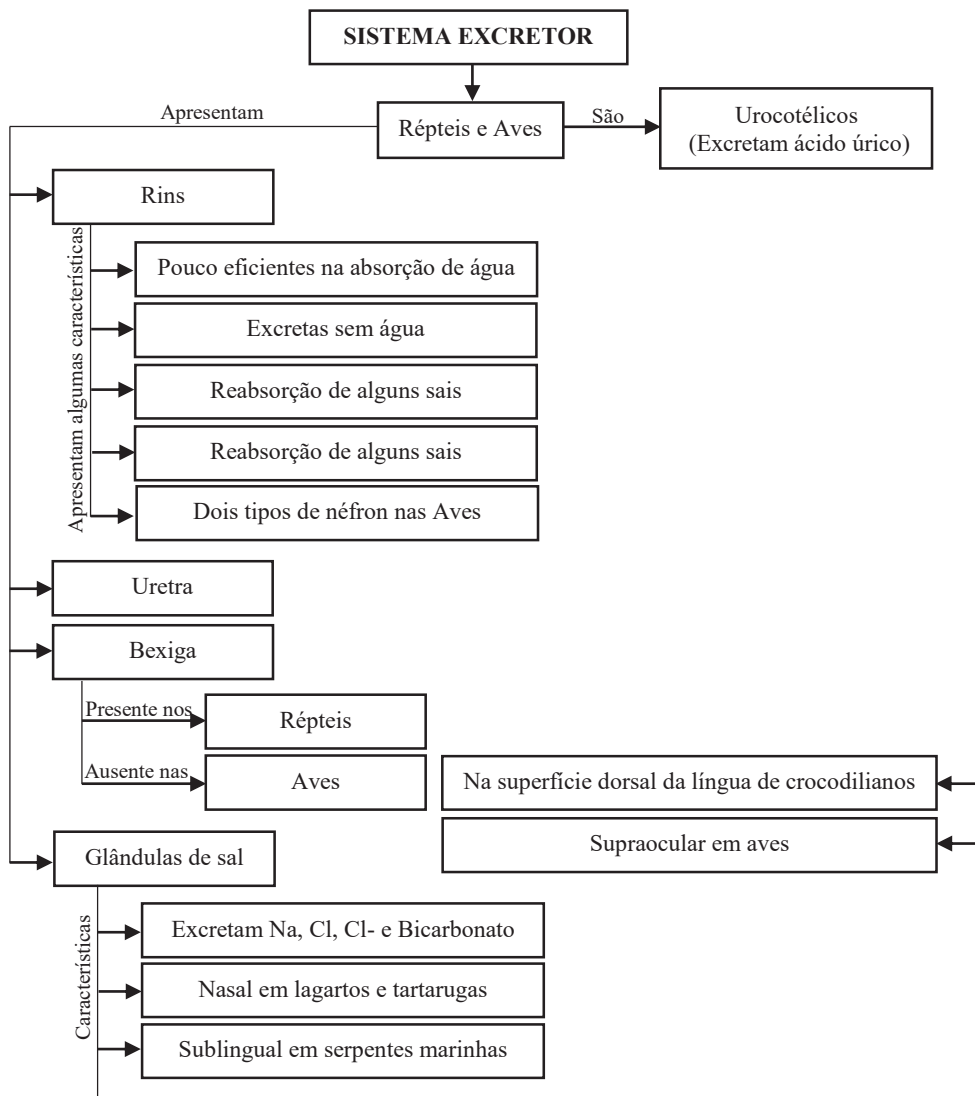 SISTEMA EXCRETOR
Apresentam
Répteis e Aves
São
Urocotélicos
(Excretam ácido úrico)
Rins
Apresentam algumas características
Pouco eficientes na absorção de água
Excretas sem água
Reabsorção de alguns sais
Reabsorção de alguns sais
Dois tipos de néfron nas Aves
Uretra
Bexiga
Presente nos
Répteis
Ausente nas
Aves
Na superfície dorsal da língua de crocodilianos
Supraocular em aves
Glândulas de sal
Características
Excretam Na, Cl, Cl- e Bicarbonato
Nasal em lagartos e tartarugas
Sublingual em serpentes marinhas